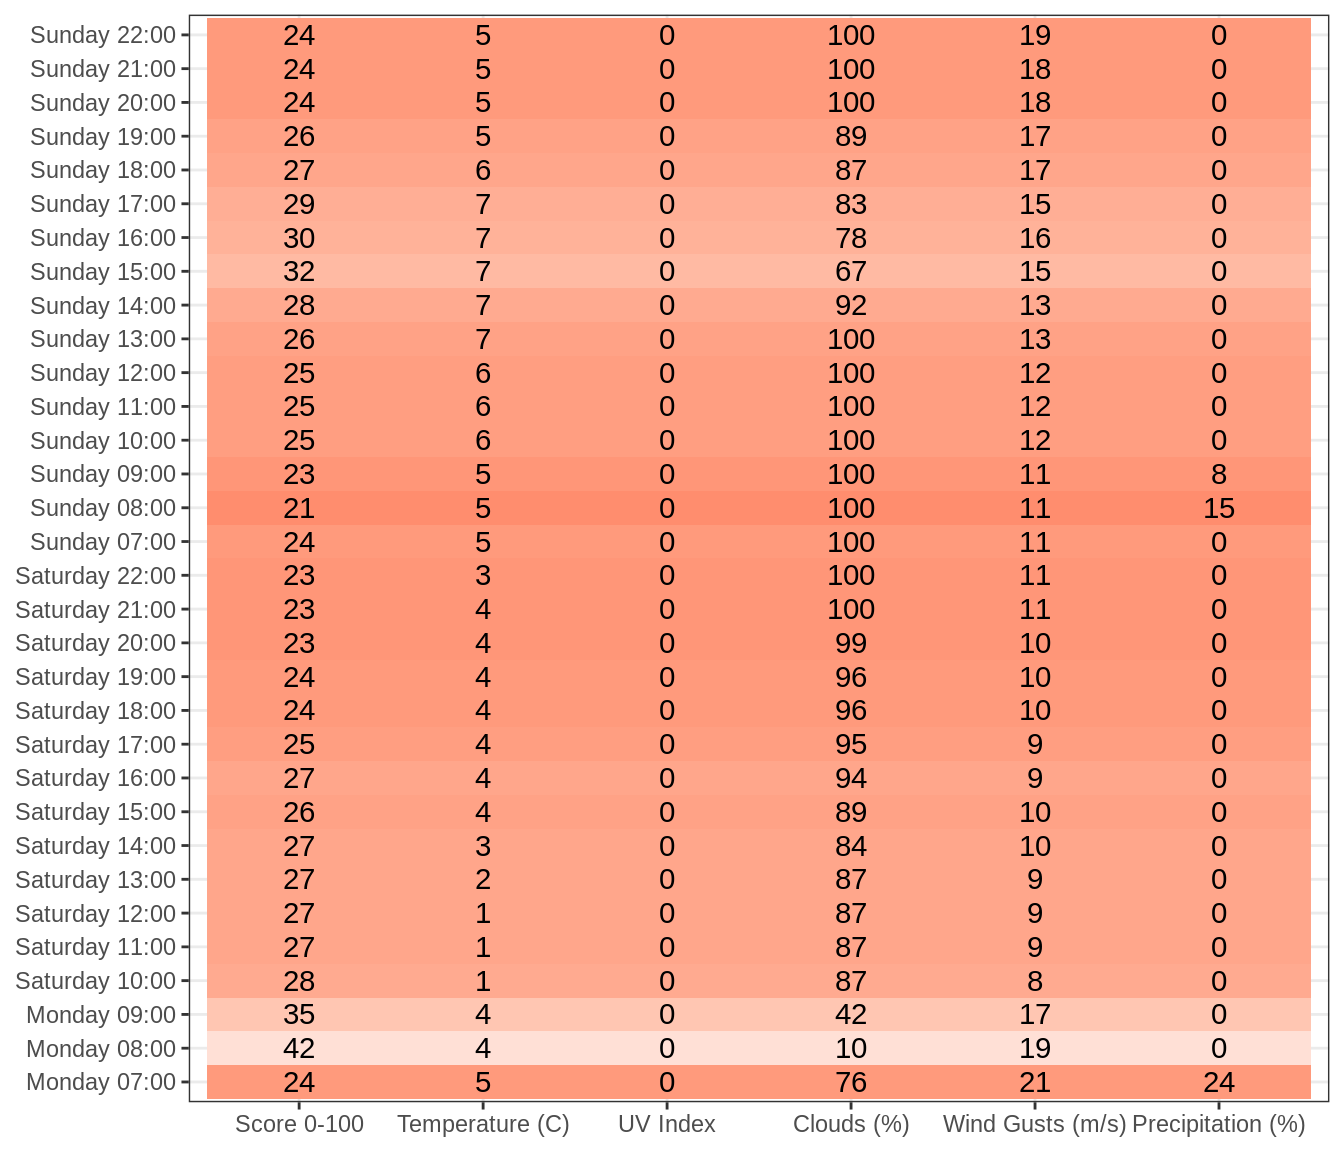 Sunday 22:00 24 5 0 100 19 0
Sunday 21:00 24 5 0 100 18 0
Sunday 20:00 24 5 0 100 18 0
Sunday 19:00 26 5 0 89 17 0
Sunday 18:00 27 6 0 87 17 0
Sunday 17:00 29 7 0 83 15 0
Sunday 16:00 30 7 0 78 16 0
Sunday 15:00 32 7 0 67 15 0
Sunday 14:00 28 7 0 92 13 0
Sunday 13:00 26 7 0 100 13 0
Sunday 12:00 25 6 0 100 12 0
Sunday 11:00 25 6 0 100 12 0
Sunday 10:00 25 6 0 100 12 0
Sunday 09:00 23 5 0 100 11 8
Sunday 08:00 21 5 0 100 11 15
Sunday 07:00 24 5 0 100 11 0
Saturday 22:00 23 3 0 100 11 0
Saturday 21:00 23 4 0 100 11 0
Saturday 20:00 23 4 0 99 10 0
Saturday 19:00 24 4 0 96 10 0
Saturday 18:00 24 4 0 96 10 0
Saturday 17:00 25 4 0 95 9 0
Saturday 16:00 27 4 0 94 9 0
Saturday 15:00 26 4 0 89 10 0
Saturday 14:00 27 3 0 84 10 0
Saturday 13:00 27 2 0 87 9 0
Saturday 12:00 27 1 0 87 9 0
Saturday 11:00 27 1 0 87 9 0
Saturday 10:00 28 1 0 87 8 0
Monday 09:00 35 4 0 42 17 0
Monday 08:00 42 4 0 10 19 0
Monday 07:00 24 5 0 76 21 24
Score 0-100 Temperature (C) UV Index Clouds (%) Wind Gusts (m/s) Precipitation (%)